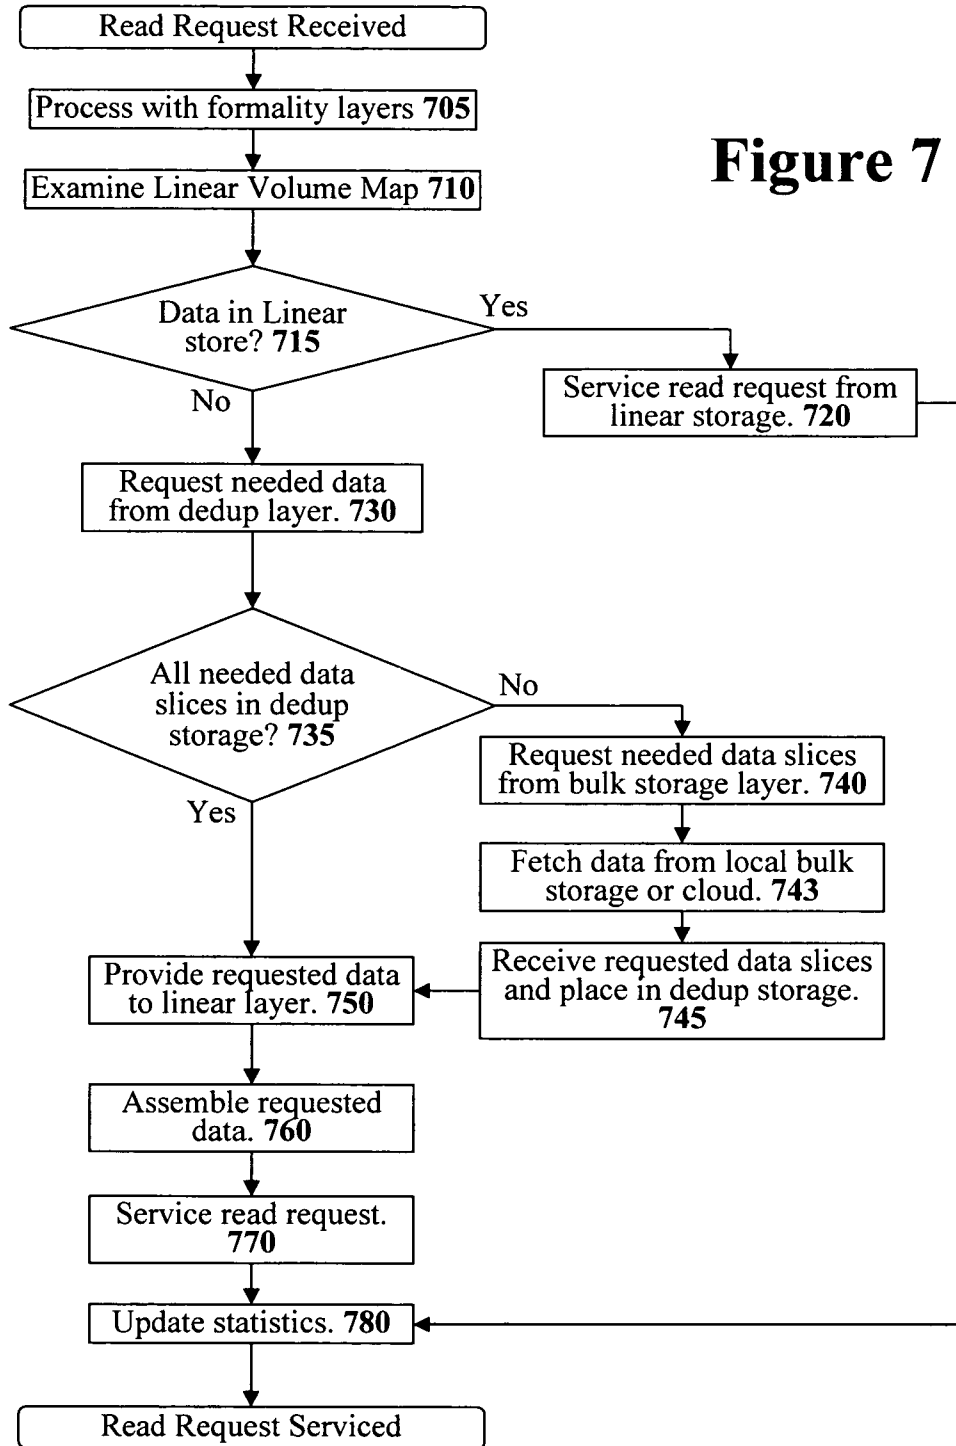 Read Request Received
Process with formality layers 705
Figure 7
Examine Linear Volume Map 710
Data in Linear
store? 715
Yes
No
Service read request from
linear storage. 720
Request needed data
from dedup layer. 730
All needed data
slices in dedup
storage? 735
No
Yes
Request needed data slices
from bulk storage layer. 740
Fetch data from local bulk
storage or cloud. 743
Receive requested data slices
and place in dedup storage.
745
Provide requested data
to linear layer. 750
Assemble requested
data. 760
Service read request.
770
Update statistics. 780
Read Request Serviced